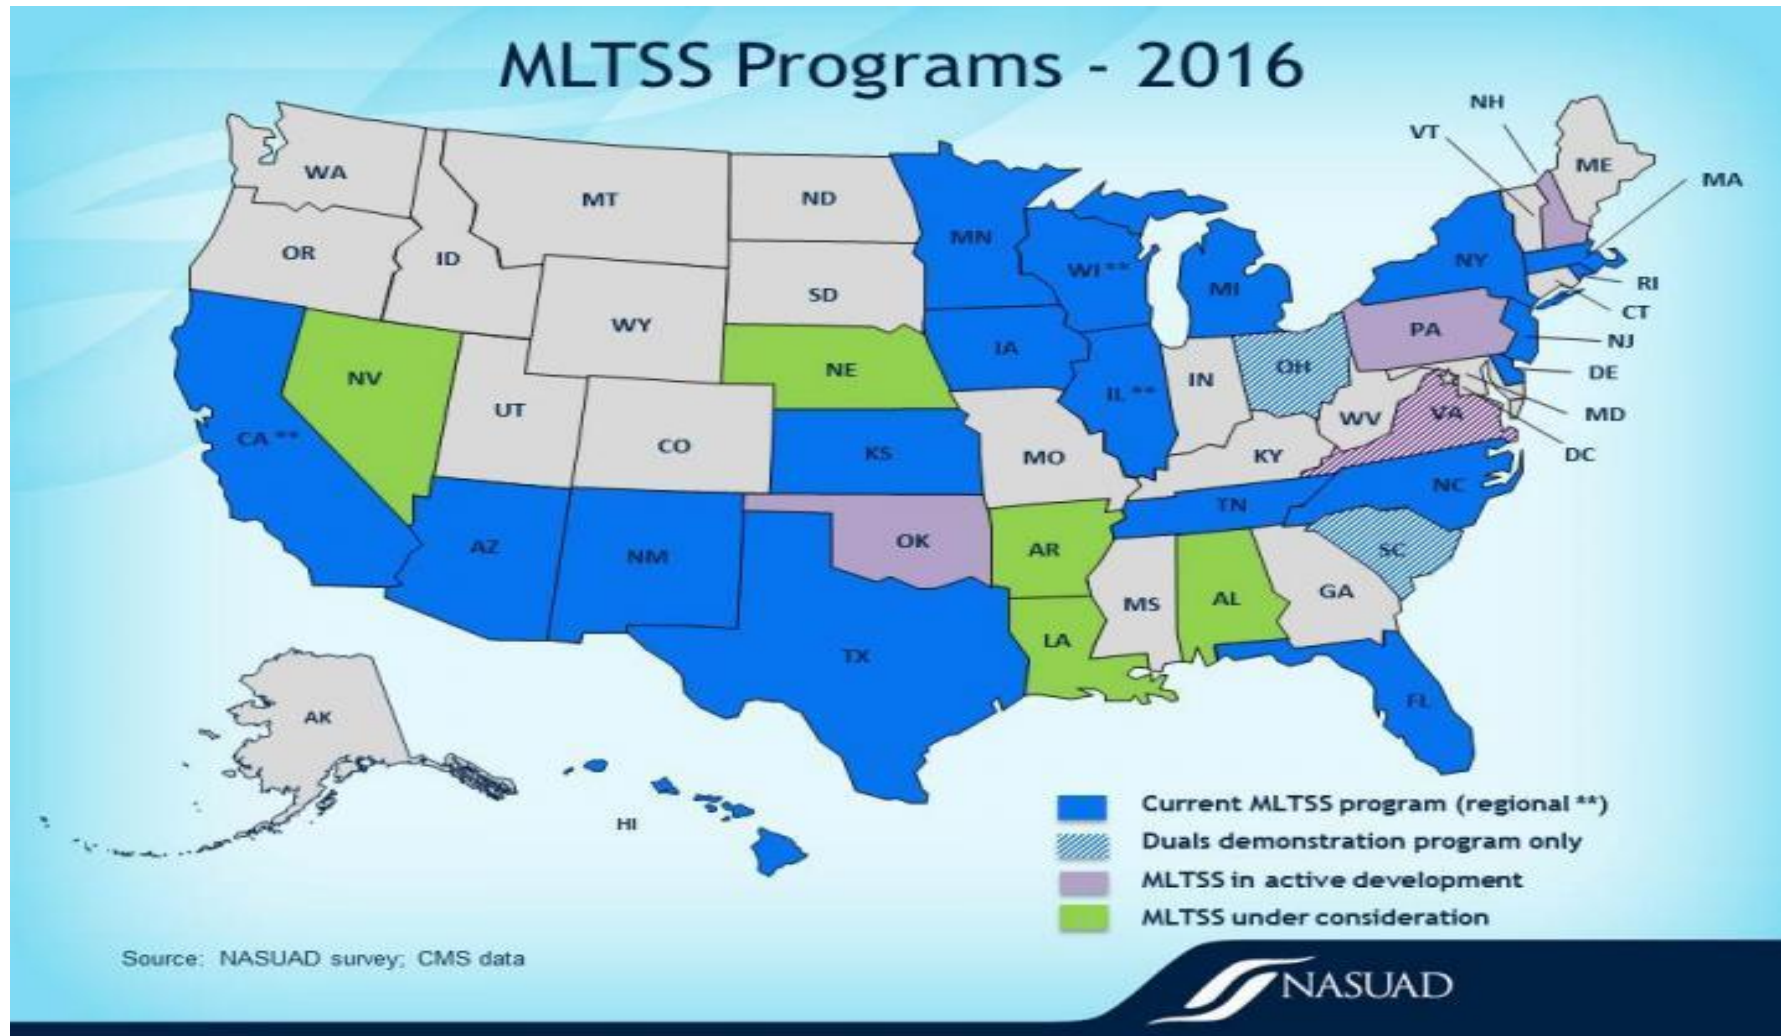 MLTSS Programs - 2016
NH
VT
ME
MA
WA
MT
ND
MN
OR
ID
SD
WI**
MI
NY
RI
CT
WY
IA
PA
NJ
NV
NE
OH
DE
UT
IL**
IN
WV
VA
MD
CA**
CO
KS
MO
KY
DC
NC
TN
AZ
NM
OK
AR
SC
MS
AL
GA
LA
TX
FL
AK
HI
Current MLTSS program (regional **)
Duals demonstration program only
MLTSS in active development
MLTSS under consideration
Source: NASUAD survey; CMS data
NASUAD